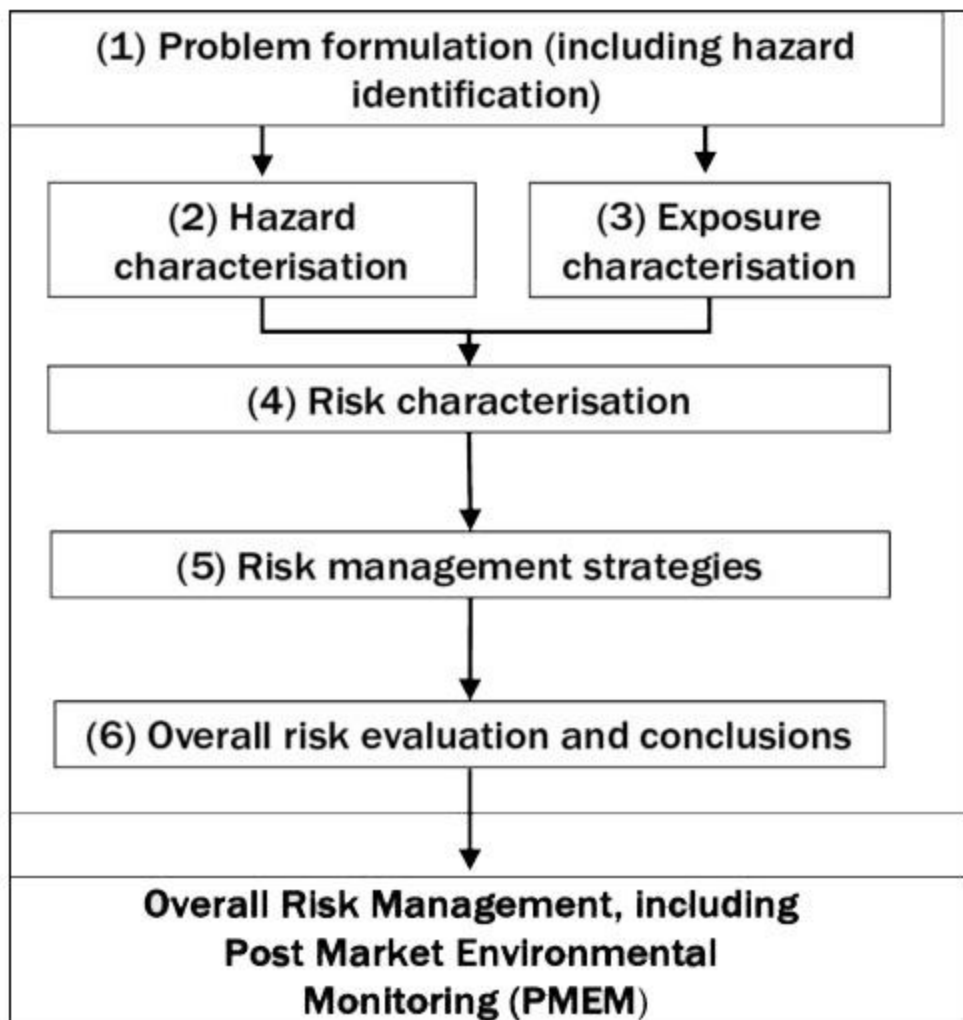 (1) Problem formulation (including hazard
identification)
(2) Hazard
characterisation
(3) Exposure
characterisation
(4) Risk characterisation
(5) Risk management strategies
(6) Overall risk evaluation and conclusions
Overall Risk Management, including
Post Market Environmental
Monitoring (PMEM)